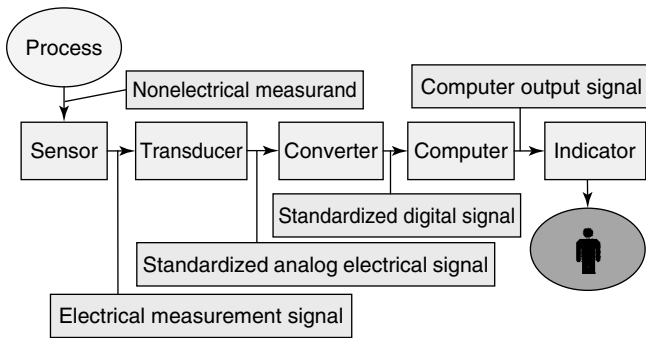 Process
Nonelectrical measurand
Computer output signal
Sensor
Transducer
Converter
Computer
Indicator
Standardized digital signal
Standardized analog electrical signal
Electrical measurement signal